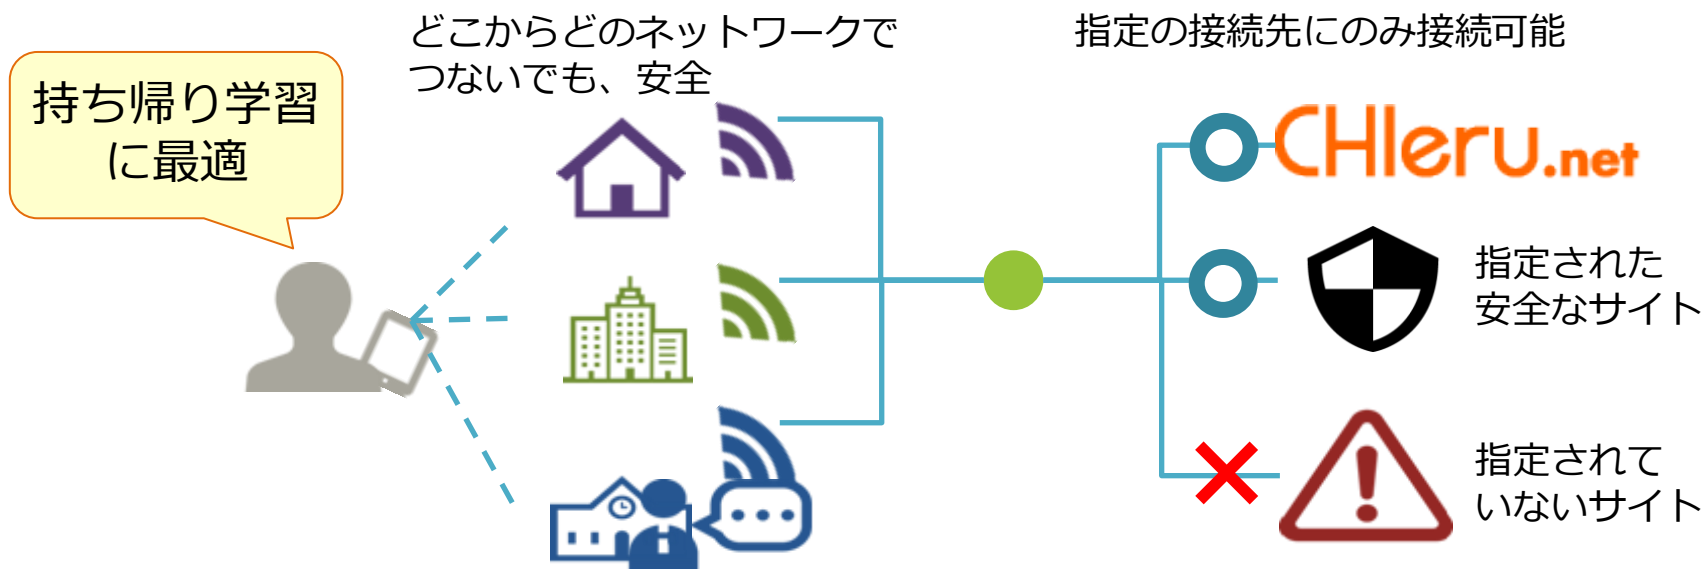 どこからどのネットワークで
つないでも、安全
指定の接続先にのみ接続可能
持ち帰り学習
に最適
CHIeru.net
指定された
安全なサイト
指定されて
いないサイト